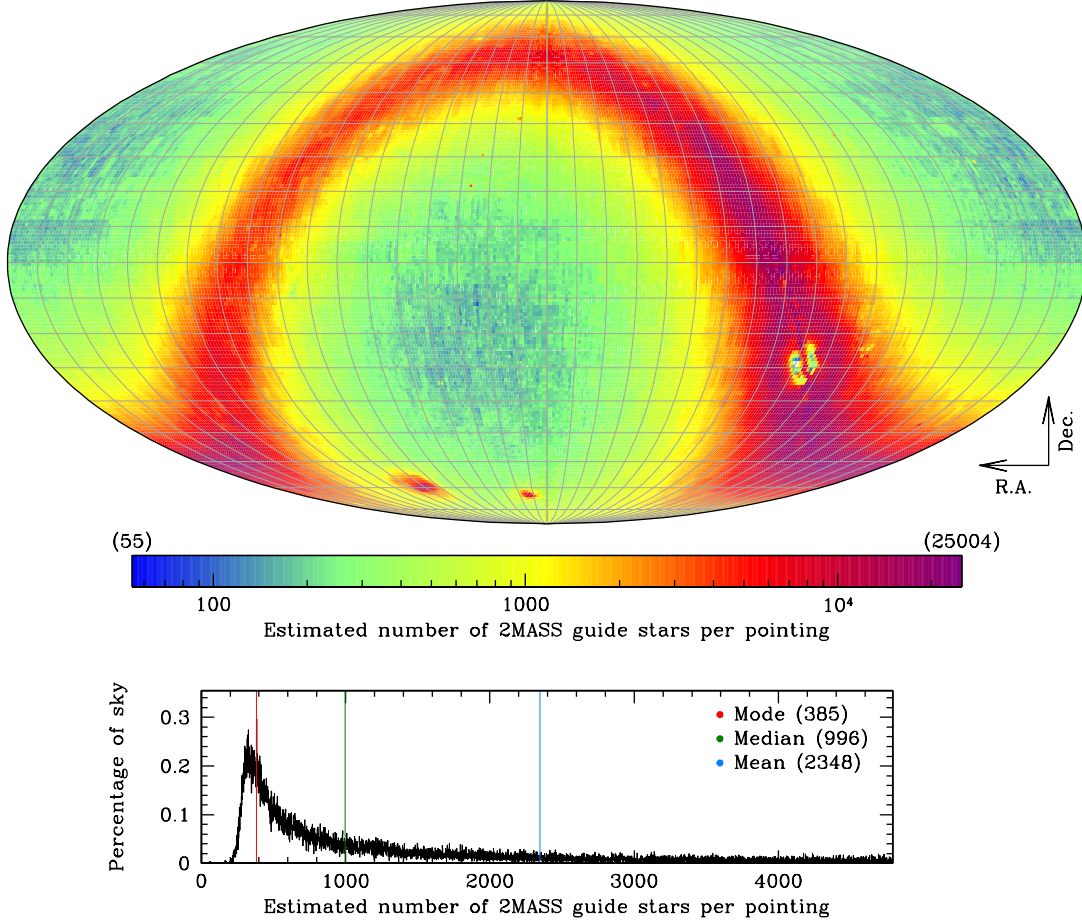 Dec.
R.A.
(55) (25004)
100 1000 10⁴
Estimated number of 2MASS guide stars per pointing
Percentage of sky
0.3
0.2
0.1
0
Mode (385)
Median (996)
Mean (2348)
0 1000 2000 3000 4000
Estimated number of 2MASS guide stars per pointing